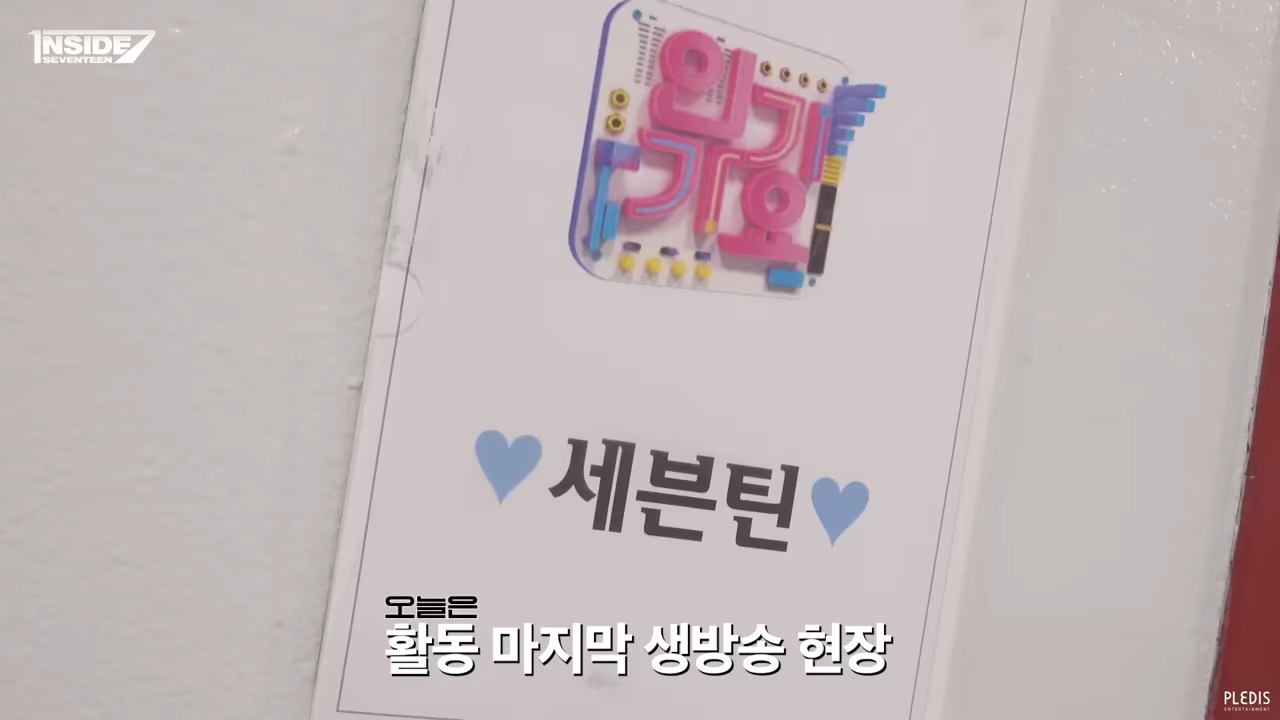 INSIDE
SEVENTEEN
인기
가요
♥세븐틴♥
오늘은
활동 마지막 생방송 현장
PLEDIS
ENTERTAINMENT